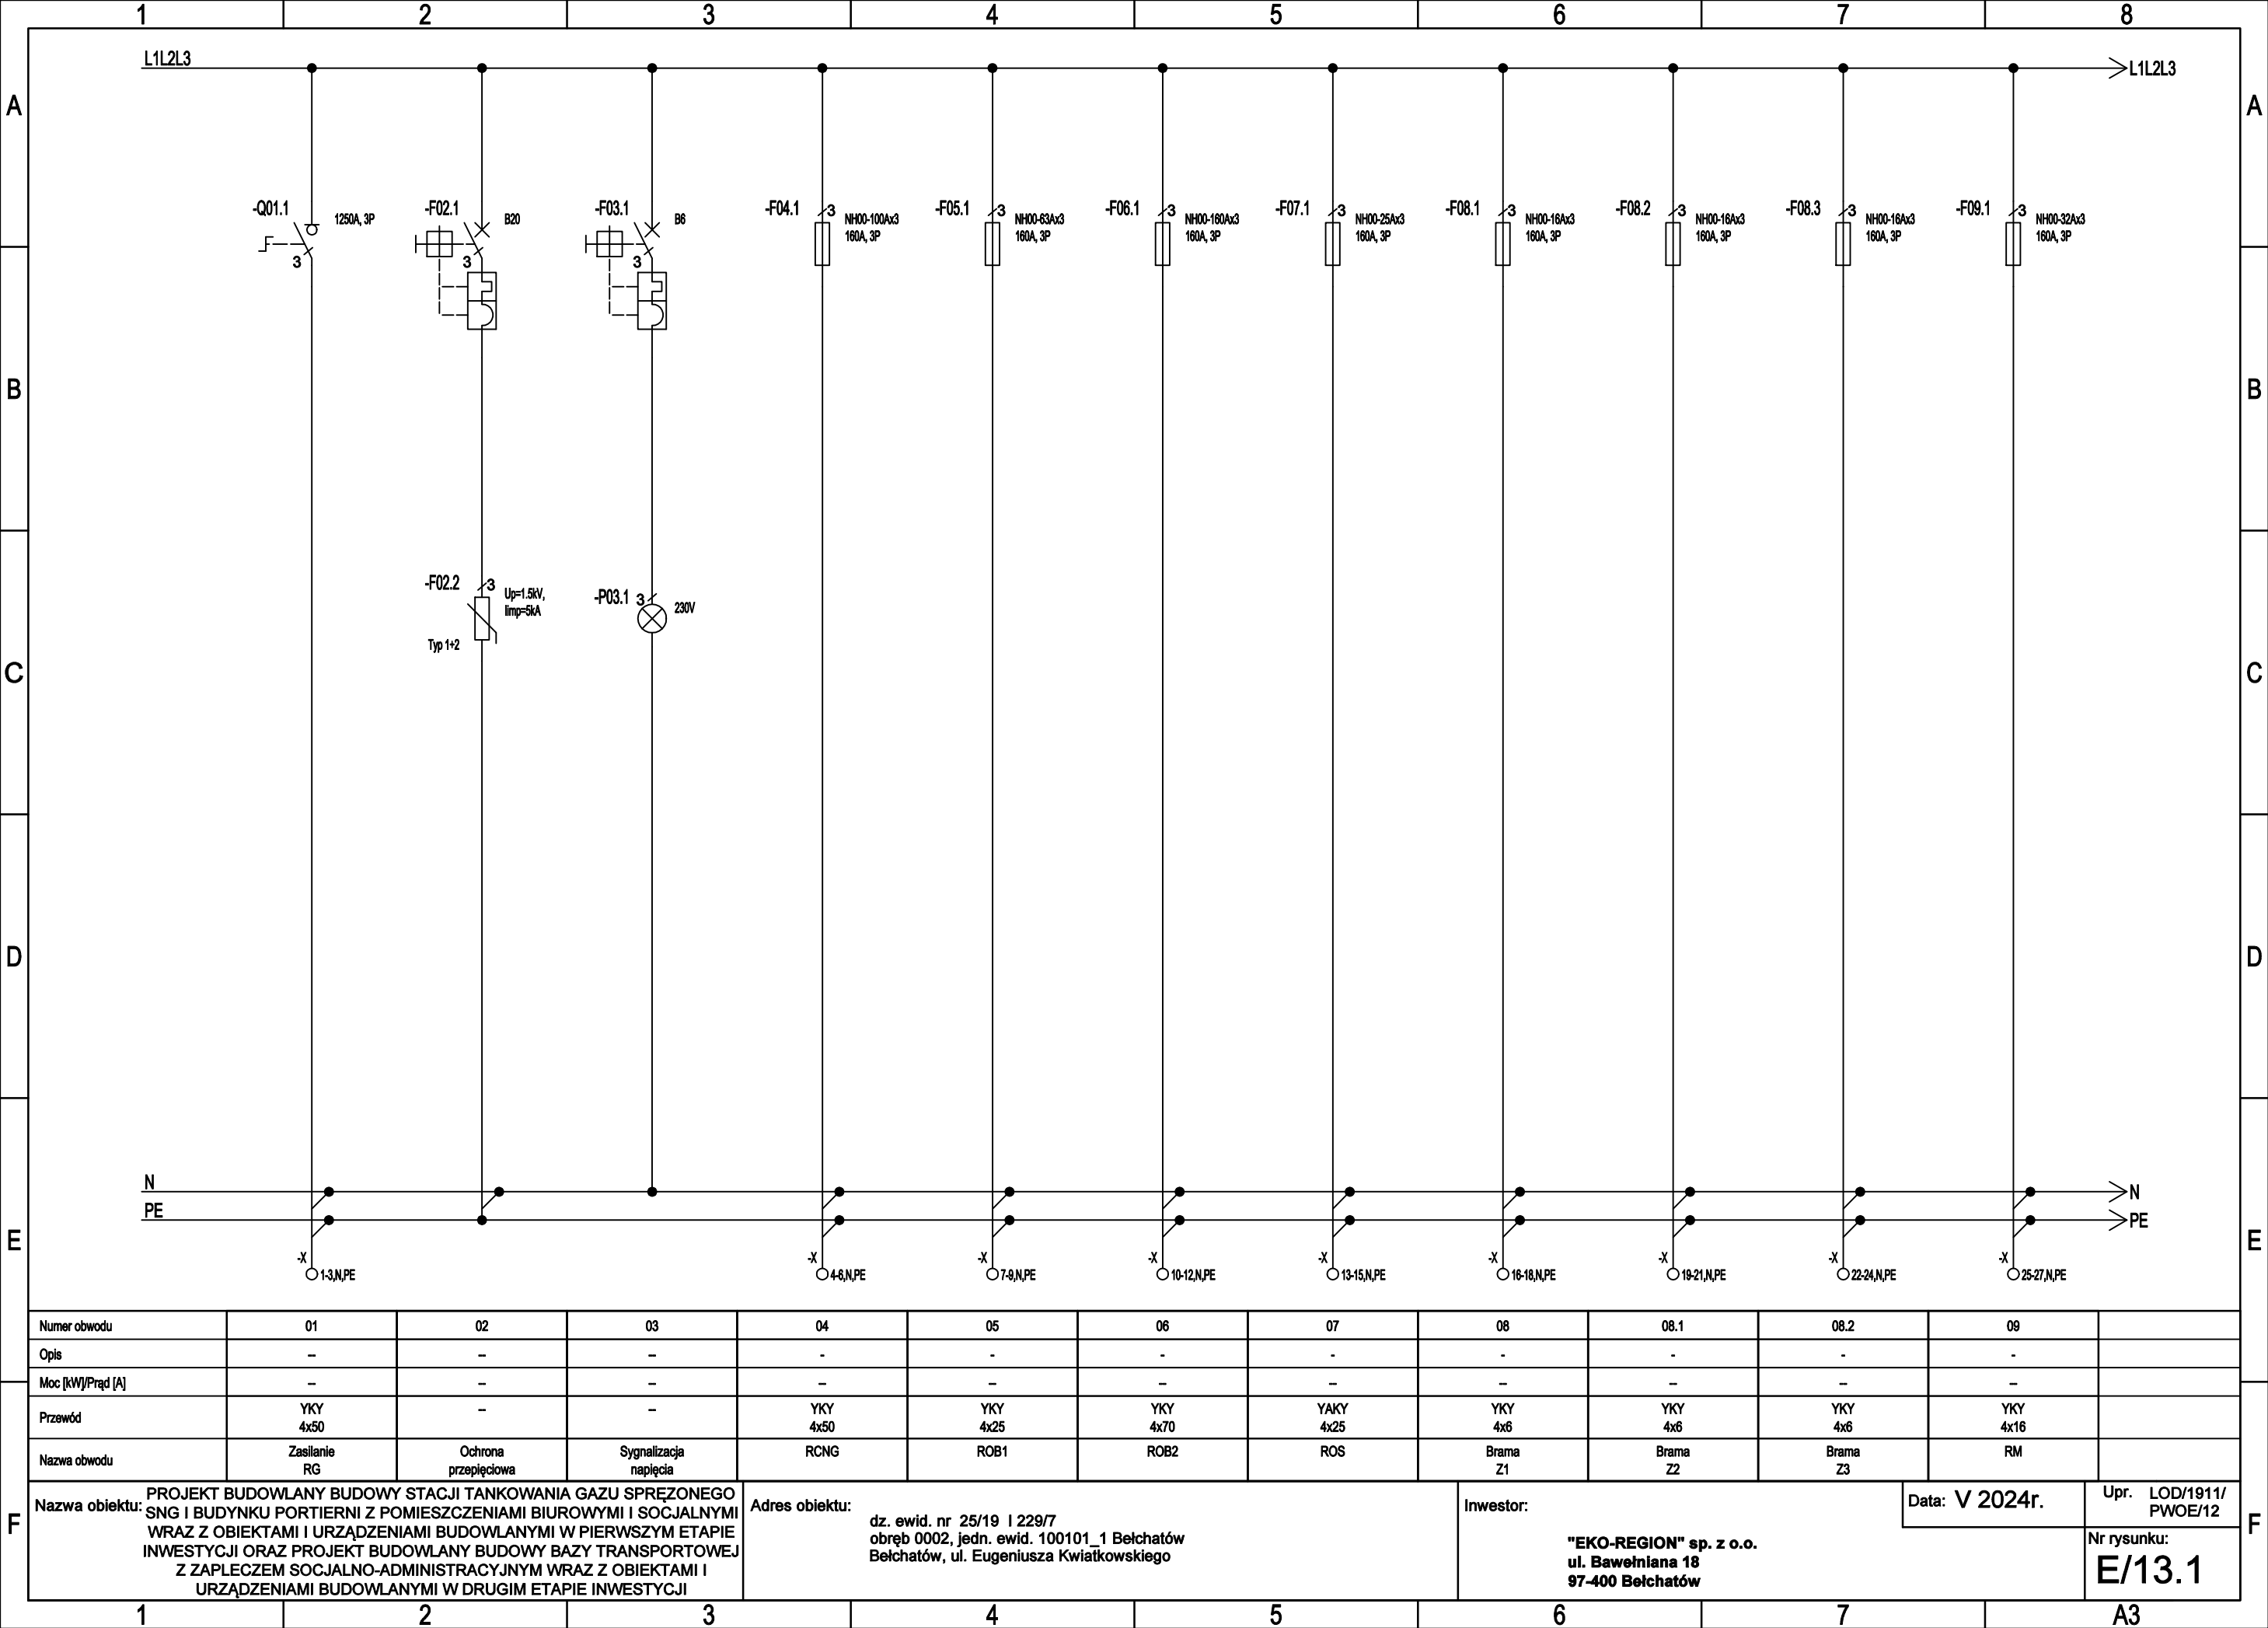 1 2 3 4 5 6 7 8
L1L2L3 L1L2L3
A A
-Q01.1 1250A, 3P
3
-F02.1 B20
3
-F03.1 B6
3
-F04.1 3 NH00-100Ax3
160A, 3P
-F05.1 3 NH00-63Ax3
160A, 3P
-F06.1 3 NH00-160Ax3
160A, 3P
-F07.1 3 NH00-25Ax3
160A, 3P
-F08.1 3 NH00-16Ax3
160A, 3P
-F08.2 3 NH00-16Ax3
160A, 3P
-F08.3 3 NH00-16Ax3
160A, 3P
-F09.1 3 NH00-32Ax3
160A, 3P
B B
-F02.2 3 Up=1.5kV,
Iimp=5kA
Typ 1+2
-P03.1 3 230V
C C
D D
N N
PE PE
E E
-X -X -X -X -X -X -X -X -X
1-3,N,PE 4-6,N,PE 7-9,N,PE 10-12,N,PE 13-15,N,PE 16-18,N,PE 19-21,N,PE 22-24,N,PE 25-27,N,PE
Numer obwodu 01 02 03 04 05 06 07 08 08.1 08.2 09
Opis -- -- -- - - - - - - - -
Moc [kW]/Prąd [A] -- -- -- -- -- -- -- -- -- -- --
Przewód YKY 4x50 -- -- YKY 4x50 YKY 4x25 YKY 4x70 YAKY 4x25 YKY 4x6 YKY 4x6 YKY 4x6 YKY 4x16
Nazwa obwodu Zasilanie RG Ochrona przepięciowa Sygnalizacja napięcia RCNG ROB1 ROB2 ROS Brama Z1 Brama Z2 Brama Z3 RM
F F
Nazwa obiektu:
PROJEKT BUDOWLANY BUDOWY STACJI TANKOWANIA GAZU SPRĘZONEGO
SNG I BUDYNKU PORTIERNI Z POMIESZCZENIAMI BIUROWYMI I SOCJALNYMI
WRAZ Z OBIEKTAMI I URZĄDZENIAMI BUDOWLANYMI W PIERWSZYM ETAPIE
INWESTYCJI ORAZ PROJEKT BUDOWLANY BUDOWY BAZY TRANSPORTOWEJ
Z ZAPLECZEM SOCJALNO-ADMINISTRACYJNYM WRAZ Z OBIEKTAMI I
URZĄDZENIAMI BUDOWLANYMI W DRUGIM ETAPIE INWESTYCJI
Adres obiektu:
dz. ewid. nr 25/19 I 229/7
obręb 0002, jedn. ewid. 100101_1 Bełchatów
Bełchatów, ul. Eugeniusza Kwiatkowskiego
Inwestor:
"EKO-REGION" sp. z o.o.
ul. Bawełniana 18
97-400 Bełchatów
Data: V 2024r.
Upr. LOD/1911/
PWOE/12
Nr rysunku:
E/13.1
1 2 3 4 5 6 7 A3